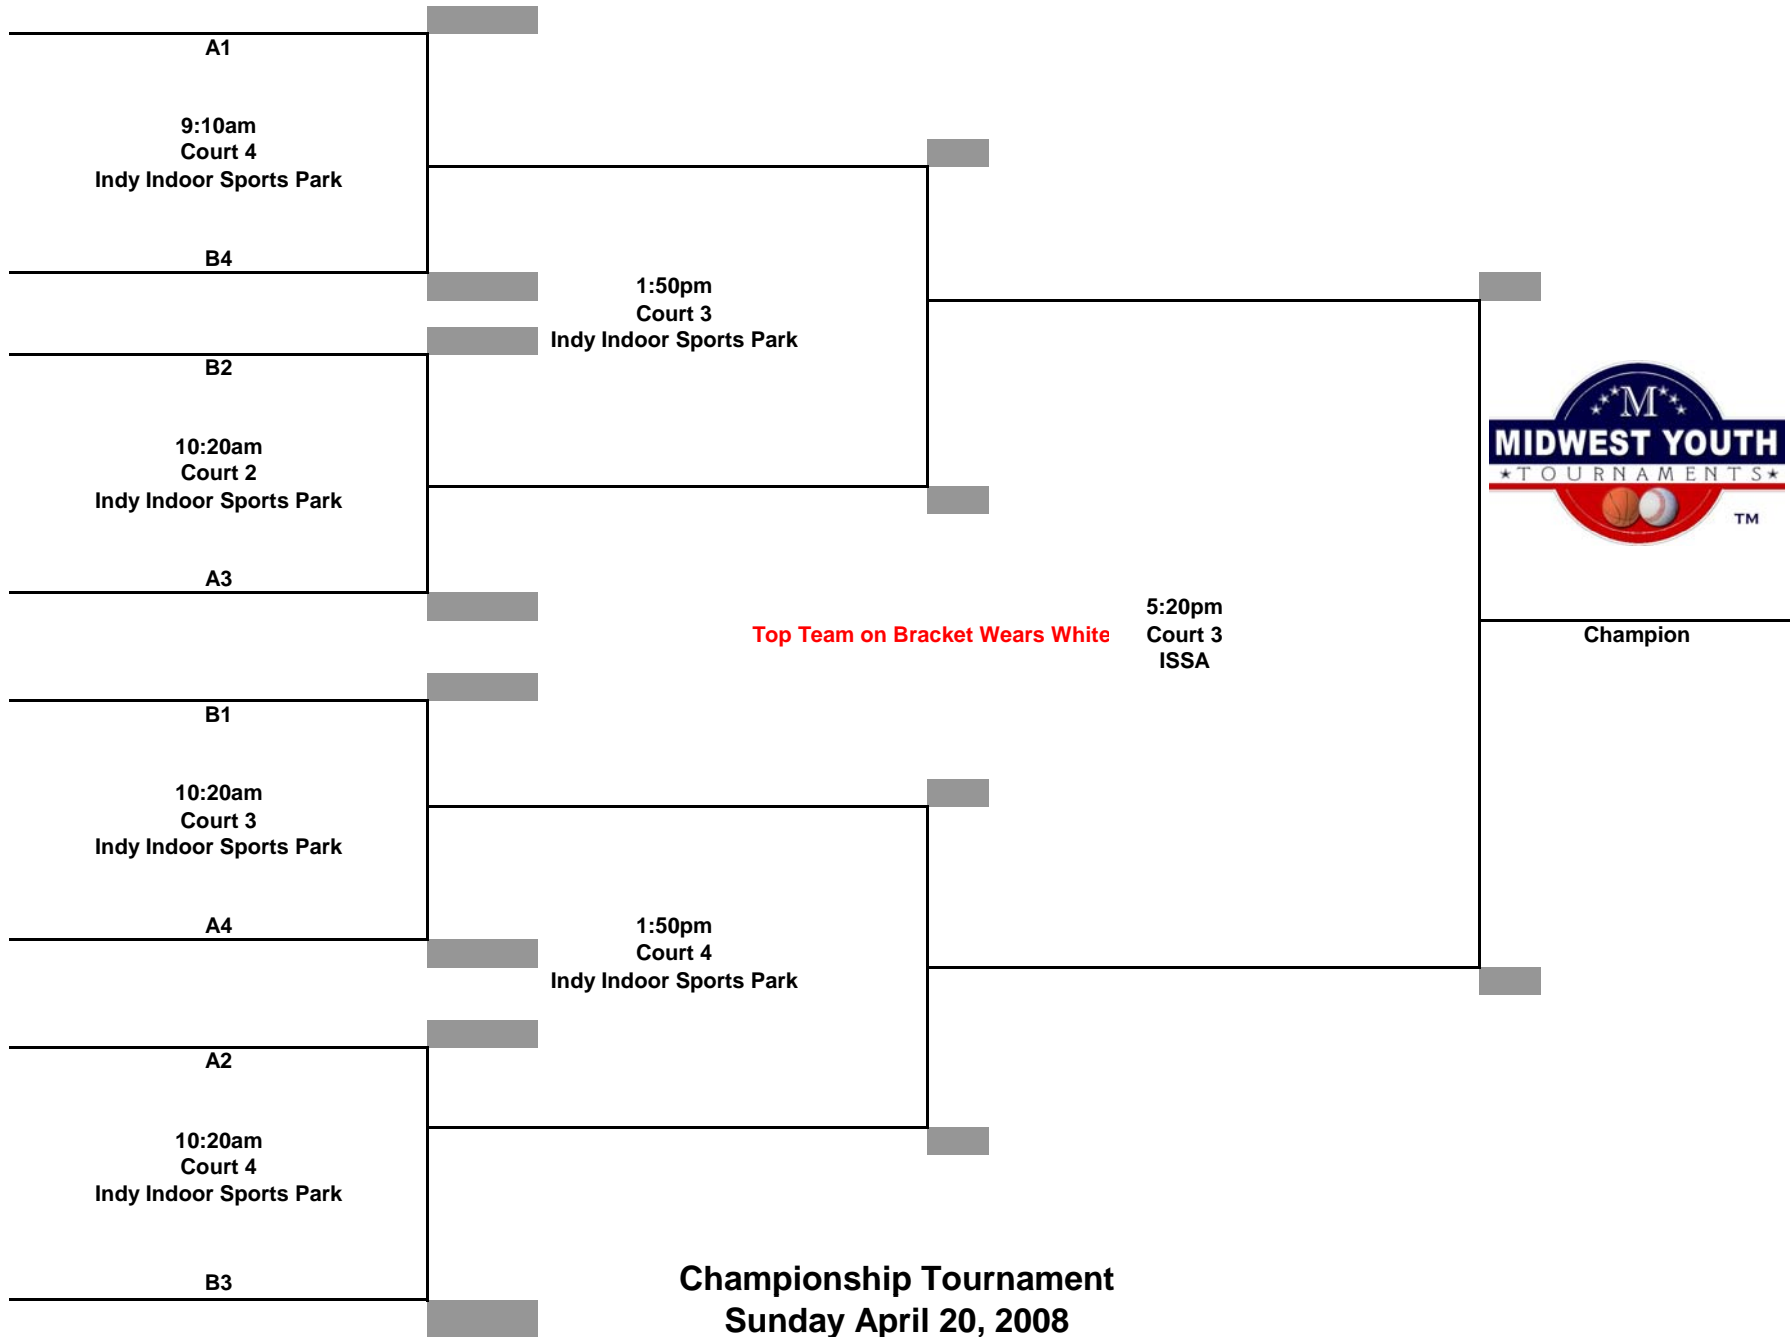 A1
9:10am
Court 4
Indy Indoor Sports Park
B4
1:50pm
Court 3
Indy Indoor Sports Park
B2
10:20am
Court 2
Indy Indoor Sports Park
A3
M
MIDWEST YOUTH
TOURNAMENTS
TM
Top Team on Bracket Wears White
5:20pm
Court 3
ISSA
Champion
B1
10:20am
Court 3
Indy Indoor Sports Park
A4
1:50pm
Court 4
Indy Indoor Sports Park
A2
10:20am
Court 4
Indy Indoor Sports Park
B3
Championship Tournament
Sunday April 20, 2008